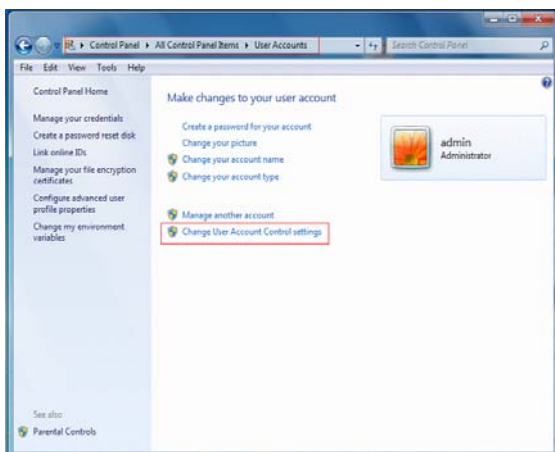 Control Panel ▸ All Control Panel Items ▸ User Accounts
Search Control Panel
File Edit View Tools Help
Control Panel Home
Manage your credentials
Create a password reset disk
Link online IDs
Manage your file encryption
certificates
Configure advanced user
profile properties
Change my environment
variables
See also
Parental Controls
Make changes to your user account
Create a password for your account
Change your picture
Change your account name
Change your account type
Manage another account
Change User Account Control settings
admin
Administrator